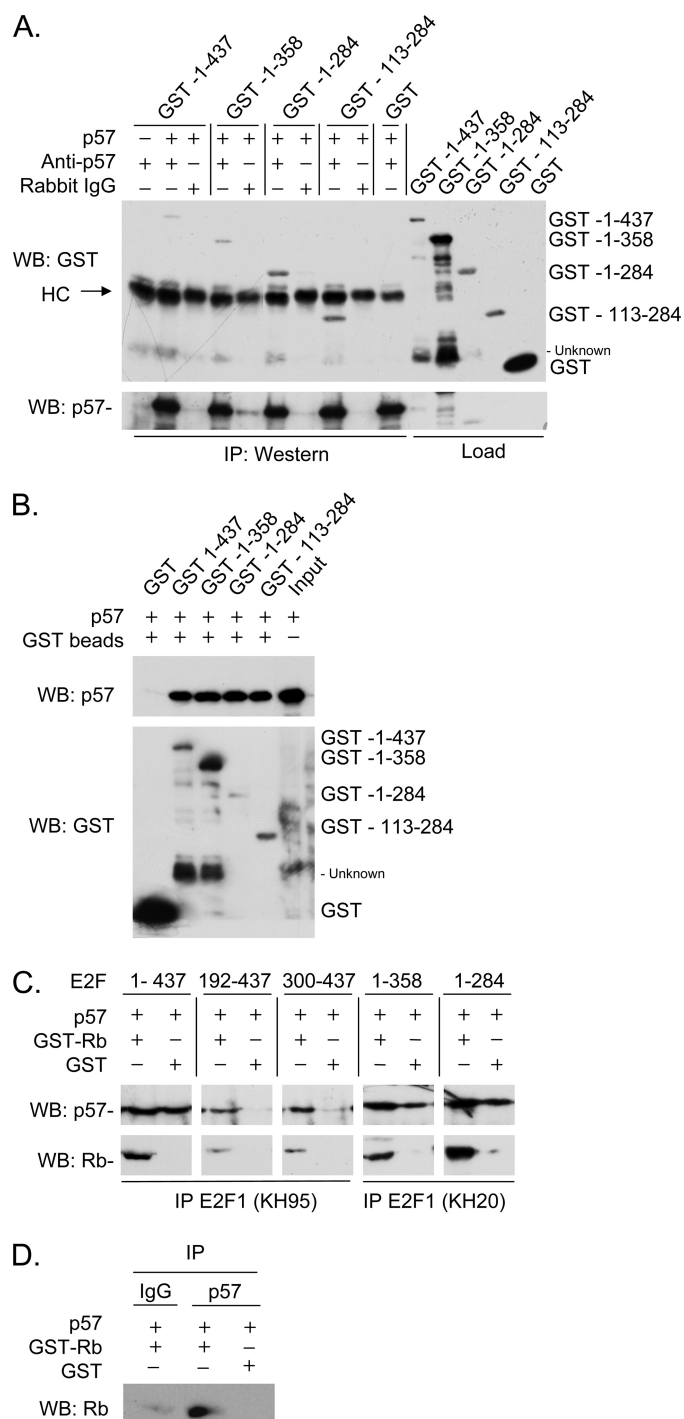 A.
GST -1-437
GST -1-358
GST -1-284
GST - 113-284
GST
GST -1-437
GST -1-358
GST -1-284
GST - 113-284
GST
p57 – + + + + + + + + +
Anti-p57 + + – + – + – + – +
Rabbit IgG – – + – + – + – + –
WB: GST
HC
GST -1-437
GST -1-358
GST -1-284
GST - 113-284
- Unknown
GST
WB: p57-
IP: Western
Load
B.
GST
GST 1-437
GST -1-358
GST -1-284
GST - 113-284
Input
p57 + + + + + +
GST beads + + + + + –
WB: p57
WB: GST
GST -1-437
GST -1-358
GST -1-284
GST - 113-284
- Unknown
GST
C.
E2F 1- 437 192-437 300-437 1-358 1-284
p57 + + + + + + + + + +
GST-Rb + – + – + – + – + –
GST – + – + – + – + – +
WB: p57-
WB: Rb-
IP E2F1 (KH95) IP E2F1 (KH20)
D.
IP
IgG p57
p57 + + +
GST-Rb + + –
GST – – +
WB: Rb